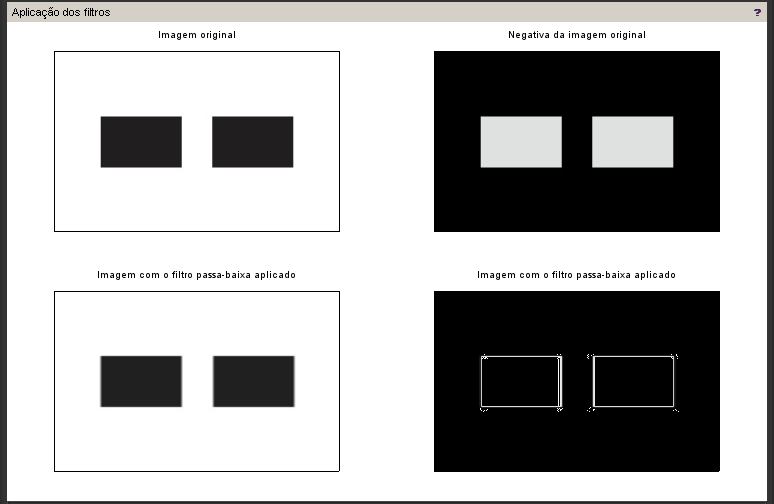 Aplicação dos filtros ?
Imagem original
Negativa da imagem original
Imagem com o filtro passa-baixa aplicado
Imagem com o filtro passa-baixa aplicado